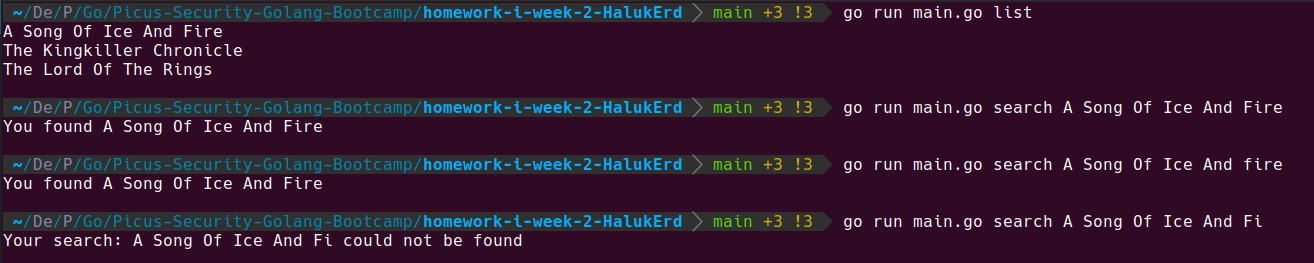 ~/De/P/Go/Picus-Security-Golang-Bootcamp/homework-i-week-2-HalukErd main +3 !3 go run main.go list
A Song Of Ice And Fire
The Kingkiller Chronicle
The Lord Of The Rings
~/De/P/Go/Picus-Security-Golang-Bootcamp/homework-i-week-2-HalukErd main +3 !3 go run main.go search A Song Of Ice And Fire
You found A Song Of Ice And Fire
~/De/P/Go/Picus-Security-Golang-Bootcamp/homework-i-week-2-HalukErd main +3 !3 go run main.go search A Song Of Ice And fire
You found A Song Of Ice And Fire
~/De/P/Go/Picus-Security-Golang-Bootcamp/homework-i-week-2-HalukErd main +3 !3 go run main.go search A Song Of Ice And Fi
Your search: A Song Of Ice And Fi could not be found